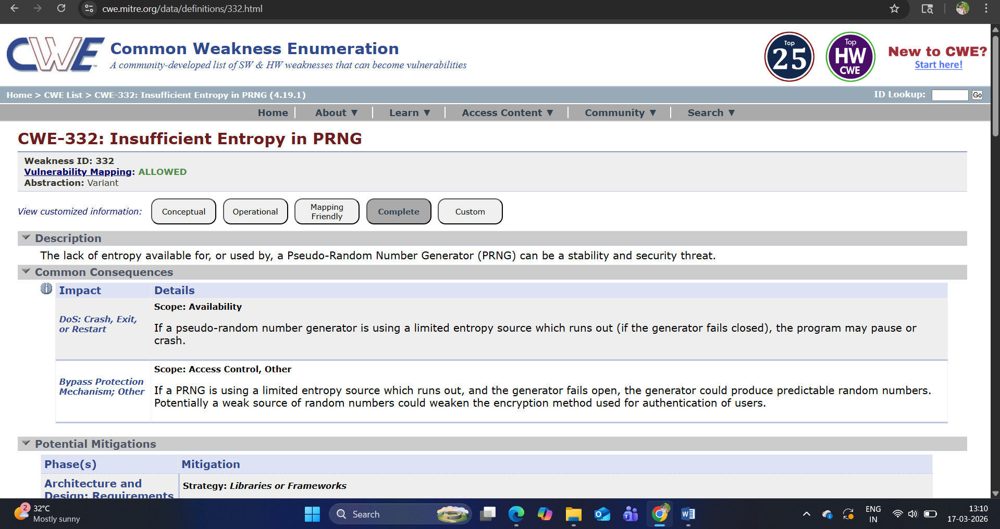 cwe.mitre.org/data/definitions/332.html
CWE
Common Weakness Enumeration
A community-developed list of SW & HW weaknesses that can become vulnerabilities
Top
25
Top
HW
CWE
New to CWE?
Start here!
Home > CWE List > CWE-332: Insufficient Entropy in PRNG (4.19.1)
ID Lookup:
Go
Home
About ▼
Learn ▼
Access Content ▼
Community ▼
Search ▼
CWE-332: Insufficient Entropy in PRNG
Weakness ID: 332
Vulnerability Mapping: ALLOWED
Abstraction: Variant
View customized information:
Conceptual
Operational
Mapping
Friendly
Complete
Custom
Description
The lack of entropy available for, or used by, a Pseudo-Random Number Generator (PRNG) can be a stability and security threat.
Common Consequences
Impact
Details
DoS: Crash, Exit,
or Restart
Scope: Availability
If a pseudo-random number generator is using a limited entropy source which runs out (if the generator fails closed), the program may pause or
crash.
Bypass Protection
Mechanism; Other
Scope: Access Control, Other
If a PRNG is using a limited entropy source which runs out, and the generator fails open, the generator could produce predictable random numbers.
Potentially a weak source of random numbers could weaken the encryption method used for authentication of users.
Potential Mitigations
Phase(s)
Mitigation
Architecture and
Design; Requirements
Strategy: Libraries or Frameworks
2
32°C
Mostly sunny
Search
ENG
IN
13:10
17-03-2026